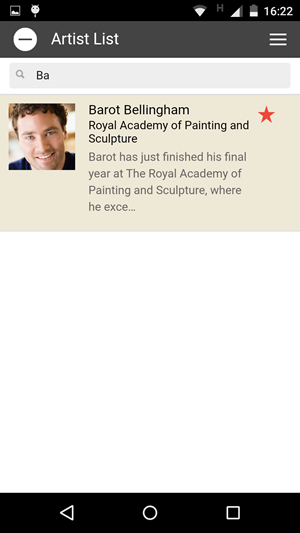 H 16:22
Artist List
Ba
Barot Bellingham
Royal Academy of Painting and
Sculpture
Barot has just finished his final
year at The Royal Academy of
Painting and Sculpture, where
he exce…